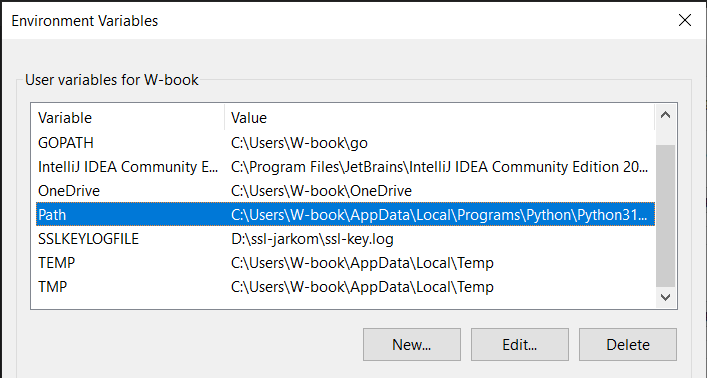 Environment Variables
User variables for W-book
Variable Value
GOPATH C:\Users\W-book\go
IntelliJ IDEA Community E... C:\Program Files\JetBrains\IntelliJ IDEA Community Edition 20...
OneDrive C:\Users\W-book\OneDrive
Path C:\Users\W-book\AppData\Local\Programs\Python\Python31...
SSLKEYLOGFILE D:\ssl-jarkom\ssl-key.log
TEMP C:\Users\W-book\AppData\Local\Temp
TMP C:\Users\W-book\AppData\Local\Temp
New... Edit... Delete